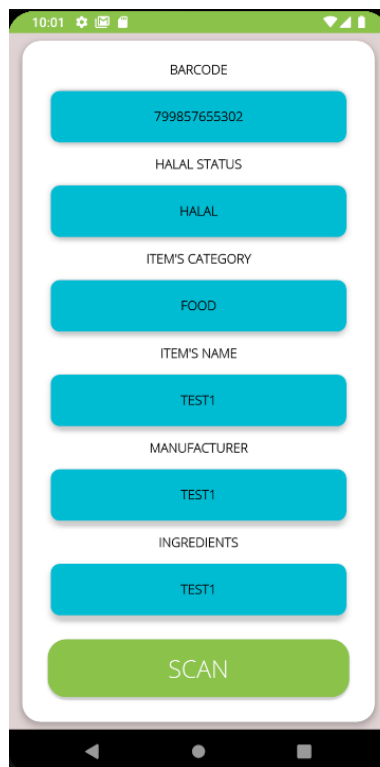 10:01
BARCODE
799857655302
HALAL STATUS
HALAL
ITEM'S CATEGORY
FOOD
ITEM'S NAME
TEST1
MANUFACTURER
TEST1
INGREDIENTS
TEST1
SCAN